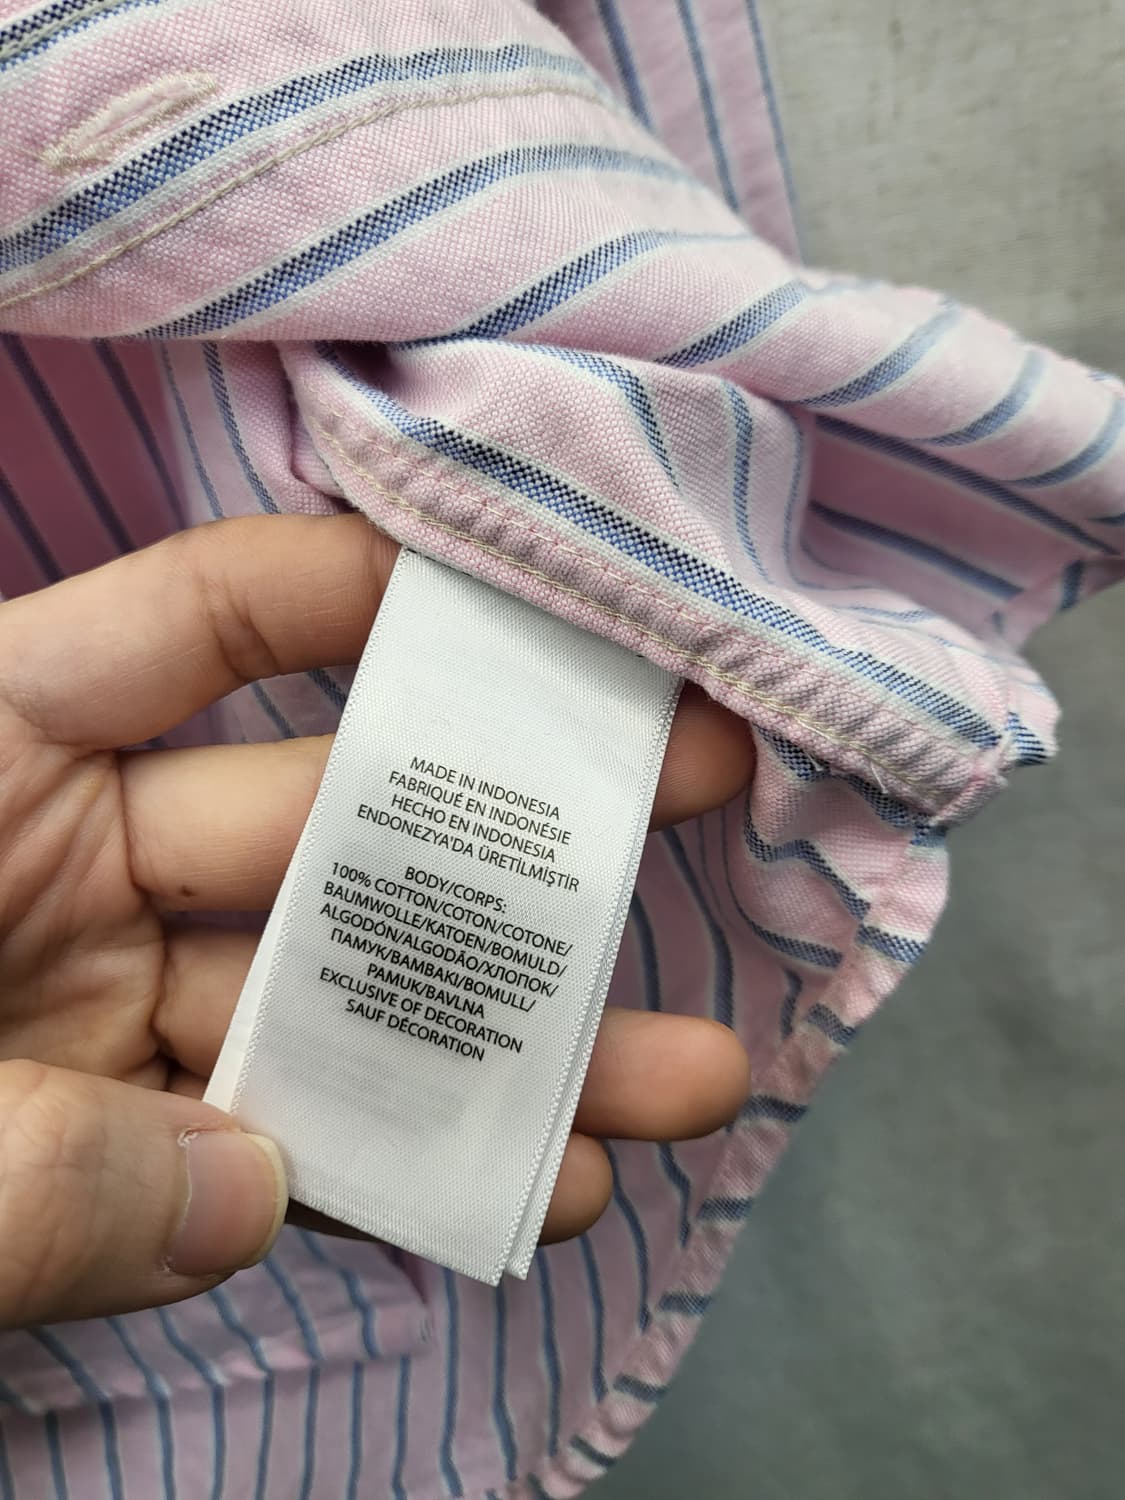 MADE IN INDONESIA
FABRIQUÉ EN INDONÉSIE
HECHO EN INDONESIA
ENDONEZYA'DA ÜRETİLMİŞTİR
BODY/CORPS:
100% COTTON/COTON/COTONE/
BAUMWOLLE/KATOEN/BOMULD/
ALGODÓN/ALGODÃO/ХЛОПОК/
ПАМУК/BAMBAKI/BOMULL/
PAMUK/BAVLNA
EXCLUSIVE OF DECORATION
SAUF DÉCORATION